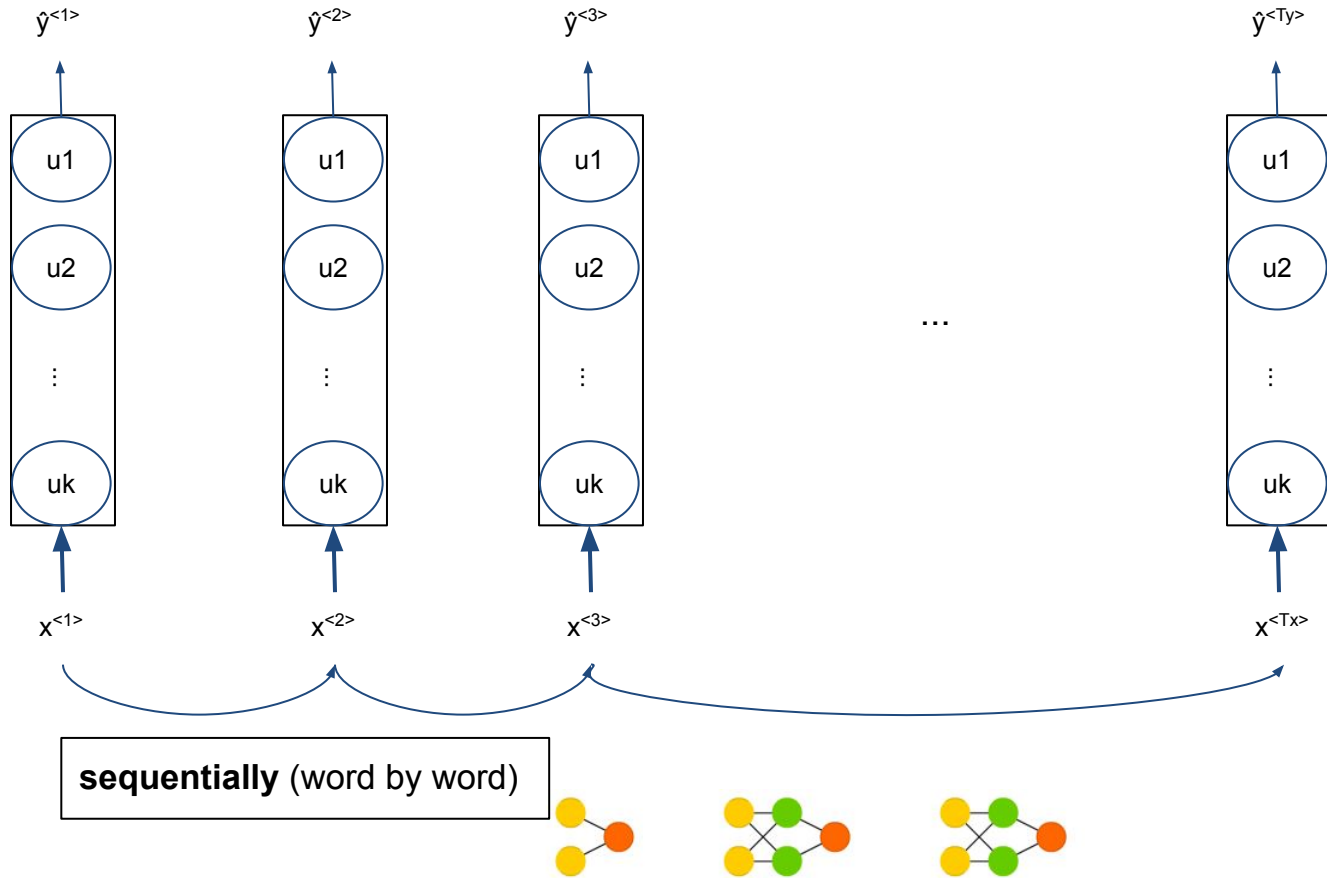 ŷ<1> ŷ<2> ŷ<3> ŷ<Ty>
u1 u1 u1 u1
u2 u2 u2 u2
...
⋮ ⋮ ⋮ ⋮
uk uk uk uk
x<1> x<2> x<3> x<Tx>
sequentially (word by word)